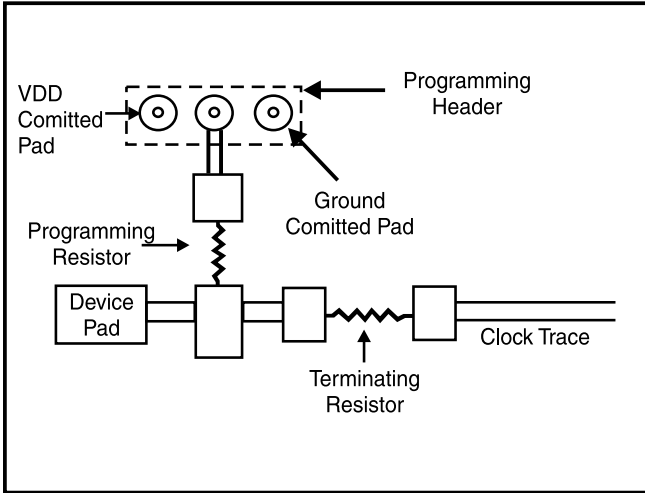 VDD
Comitted
Pad
Programming
Header
Ground
Comitted Pad
Programming
Resistor
Device
Pad
Clock Trace
Terminating
Resistor